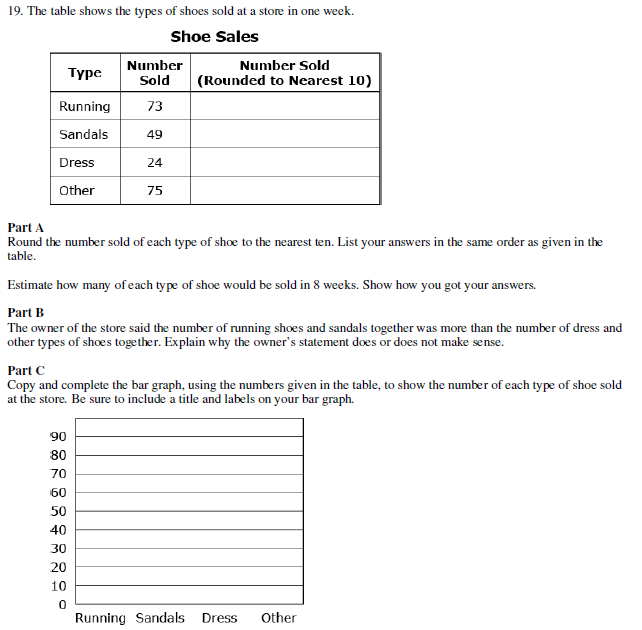 19. The table shows the types of shoes sold at a store in one week.
Shoe Sales
Type
Number
Sold
Number Sold
(Rounded to Nearest 10)
Running 73
Sandals 49
Dress 24
Other 75
Part A
Round the number sold of each type of shoe to the nearest ten. List your answers in the same order as given in the
table.
Estimate how many of each type of shoe would be sold in 8 weeks. Show how you got your answers.
Part B
The owner of the store said the number of running shoes and sandals together was more than the number of dress and
other types of shoes together. Explain why the owner's statement does or does not make sense.
Part C
Copy and complete the bar graph, using the numbers given in the table, to show the number of each type of shoe sold
at the store. Be sure to include a title and labels on your bar graph.
90
80
70
60
50
40
30
20
10
0
Running Sandals Dress Other